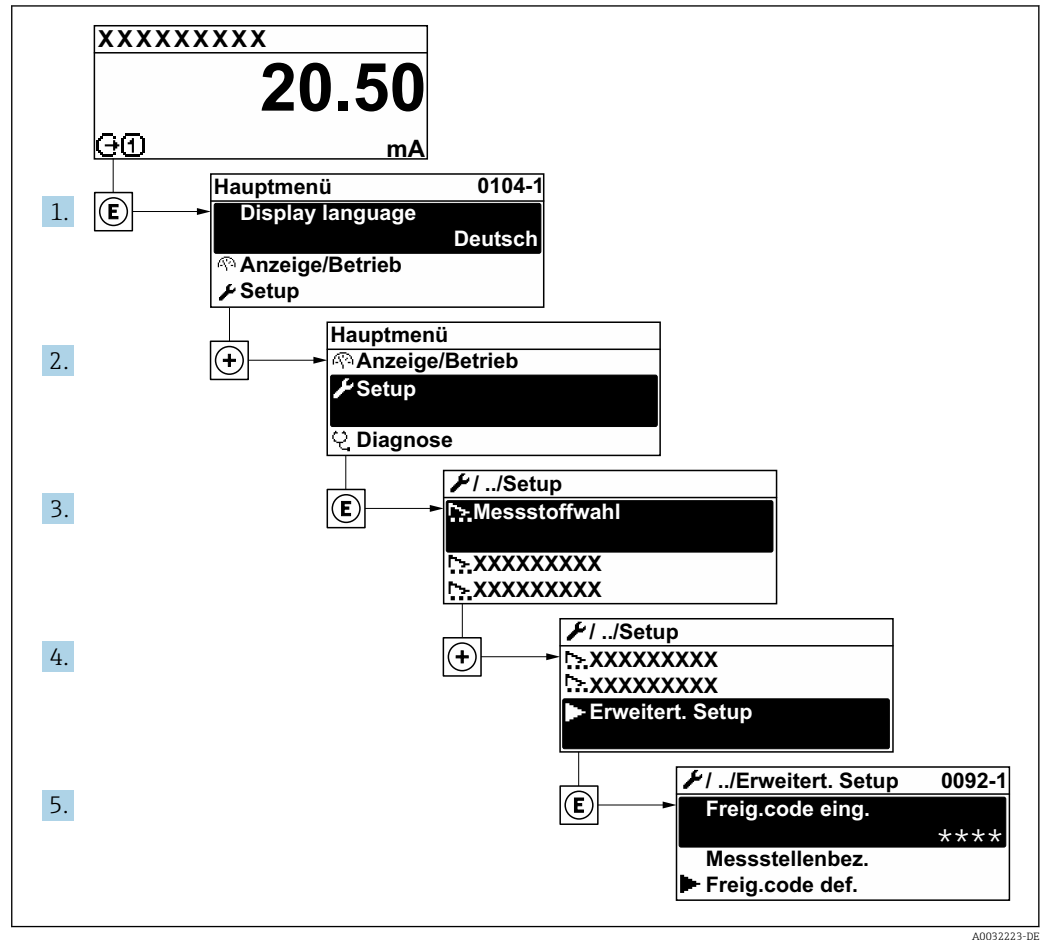 XXXXXXXXX
20.50
1 mA
Hauptmenü 0104-1
1. E Display language
Deutsch
Anzeige/Betrieb
Setup
Hauptmenü
2. + Anzeige/Betrieb
Setup
Diagnose
/ ../Setup
3. E Messstoffwahl
XXXXXXXXX
XXXXXXXXX
/ ../Setup
4. + XXXXXXXXX
XXXXXXXXX
Erweitert. Setup
/ ../Erweitert. Setup 0092-1
5. E Freig.code eing.
****
Messstellenbez.
Freig.code def.
A0032223-DE